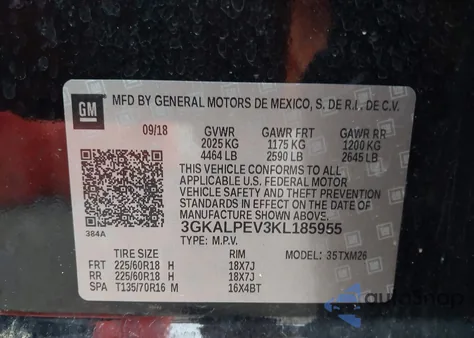 GM
MFD BY GENERAL MOTORS DE MEXICO, S. DE R.L. DE C.V.
09/18 GVWR GAWR FRT GAWR RR
2025 KG 1175 KG 1200 KG
4464 LB 2590 LB 2645 LB
THIS VEHICLE CONFORMS TO ALL
APPLICABLE U.S. FEDERAL MOTOR
VEHICLE SAFETY AND THEFT PREVENTION
STANDARDS IN EFFECT ON THE DATE
OF MANUFACTURE SHOWN ABOVE.
384A
3GKALPEV3KL185955
TYPE: M.P.V. MODEL: 35TXM26
TIRE SIZE RIM
FRT 225/60R18 H 18X7J
RR 225/60R18 H 18X7J
SPA T135/70R16 M 16X4BT
autoSnap